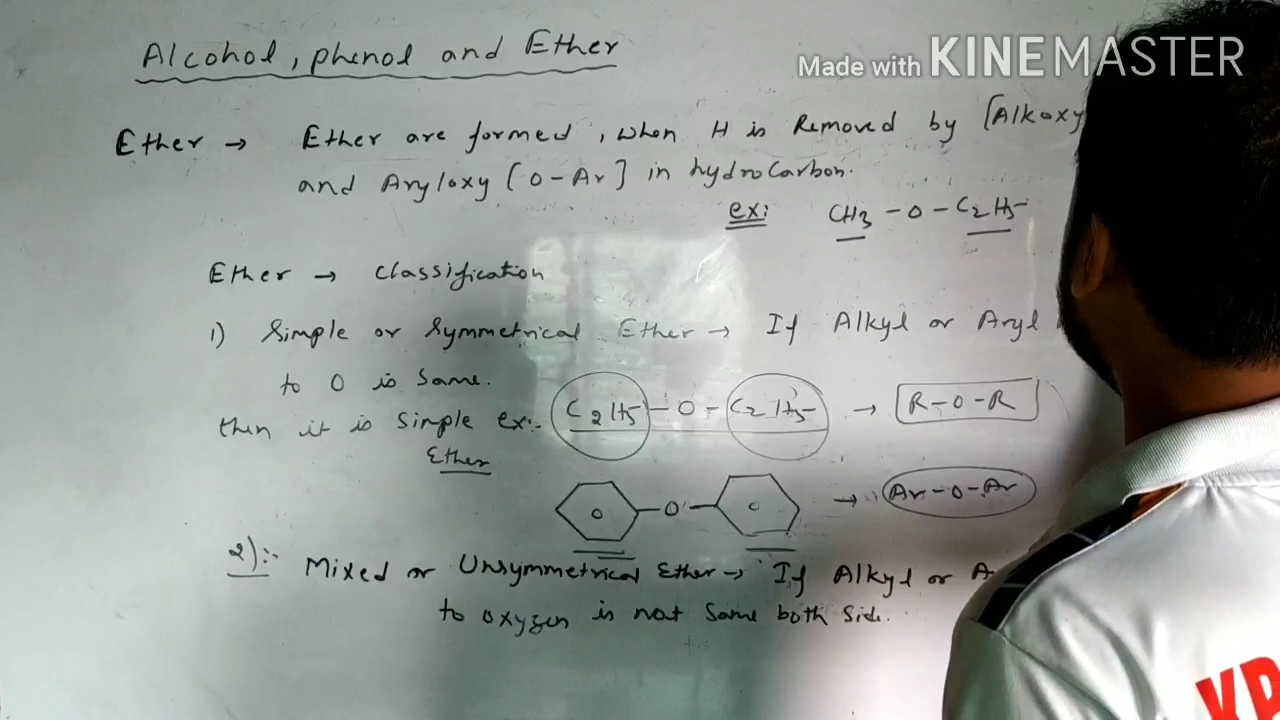 Alcohol, phenol and Ether
Made with KINEMASTER
Ether → Ether are formed, when H is Removed by [Alkoxy
and Aryloxy [O-Ar] in hydrocarbon.
ex: CH3 - O - C2H5
Ether → Classification
1) Simple or Symmetrical Ether → If Alkyl or Aryl
to O is Same.
then it is Simple ex:- C2H5 - O - C2H5 → R-O-R
Ether
O - O - O → Ar-O-Ar
2):- Mixed or Unsymmetrical Ether → If Alkyl or A
to oxygen is not Same both Side.
KR